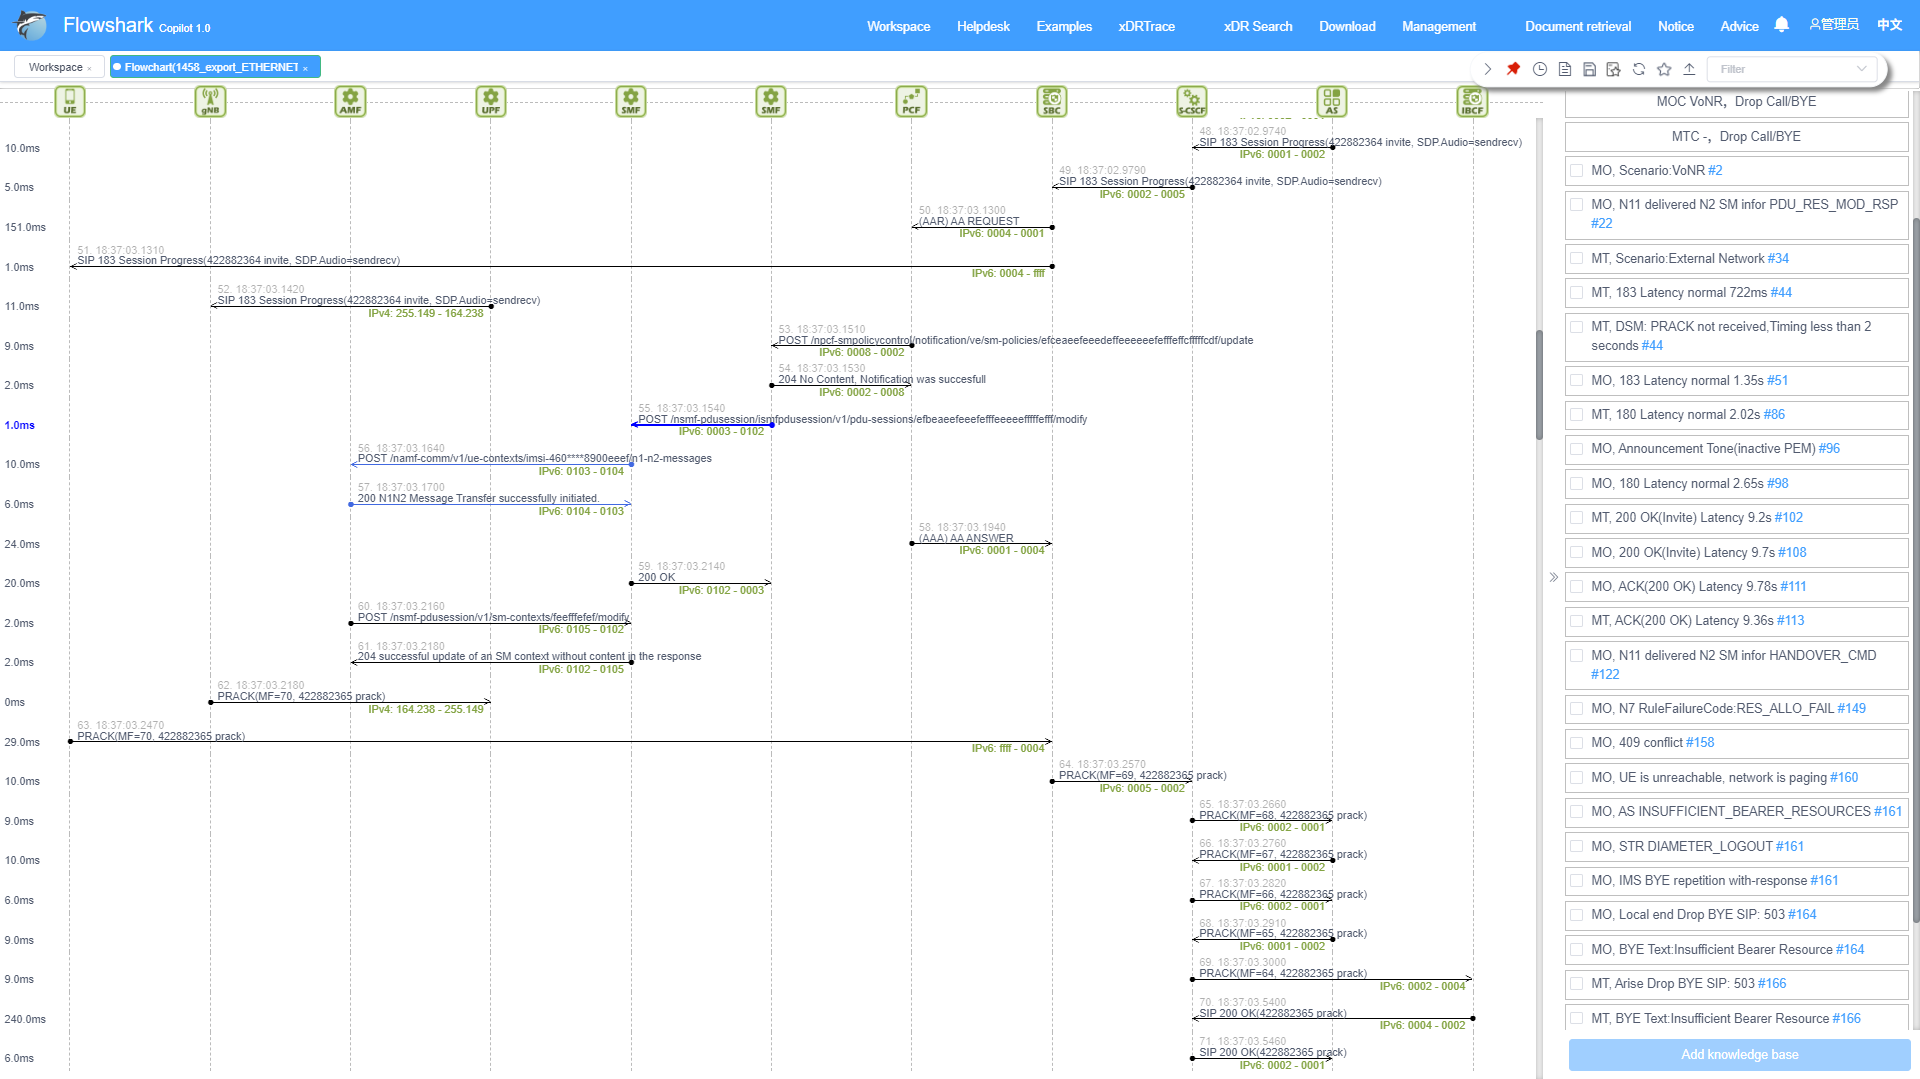 Flowshark Copilot 1.0
Workspace Helpdesk Examples xDRTrace xDR Search Download Management Document retrieval Notice Advice 管理员 中文
Workspace × Flowchart(1458_export_ETHERNET ×
Filter
UE gNB AMF UPF SMF SMF PCF SBC S-CSCF AS IBCF
48. 18:37:02.9740
10.0ms SIP 183 Session Progress(422882364 invite, SDP.Audio=sendrecv)
IPv6: 0001 - 0002
49. 18:37:02.9790
5.0ms SIP 183 Session Progress(422882364 invite, SDP.Audio=sendrecv)
IPv6: 0002 - 0005
50. 18:37:03.1300
151.0ms (AAR) AA REQUEST
IPv6: 0004 - 0001
51. 18:37:03.1310
1.0ms SIP 183 Session Progress(422882364 invite, SDP.Audio=sendrecv)
IPv6: 0004 - ffff
52. 18:37:03.1420
11.0ms SIP 183 Session Progress(422882364 invite, SDP.Audio=sendrecv)
IPv4: 255.149 - 164.238
53. 18:37:03.1510
9.0ms POST /npcf-smpolicycontrol/notification/ve/sm-policies/efceaeefeeedeffeeeeeefefffeffcfffffcdf/update
IPv6: 0008 - 0002
54. 18:37:03.1530
2.0ms 204 No Content, Notification was succesfull
IPv6: 0002 - 0008
55. 18:37:03.1540
1.0ms POST /nsmf-pdusession/ismfpdusession/v1/pdu-sessions/efbeaeefeeefefffeeeeefffffefff/modify
IPv6: 0003 - 0102
56. 18:37:03.1640
10.0ms POST /namf-comm/v1/ue-contexts/imsi-460****8900eeef/n1-n2-messages
IPv6: 0103 - 0104
57. 18:37:03.1700
6.0ms 200 N1N2 Message Transfer successfully initiated.
IPv6: 0104 - 0103
58. 18:37:03.1940
24.0ms (AAA) AA ANSWER
IPv6: 0001 - 0004
59. 18:37:03.2140
20.0ms 200 OK
IPv6: 0102 - 0003
60. 18:37:03.2160
2.0ms POST /nsmf-pdusession/v1/sm-contexts/feefffefef/modify
IPv6: 0105 - 0102
61. 18:37:03.2180
2.0ms 204 successful update of an SM context without content in the response
IPv6: 0102 - 0105
62. 18:37:03.2180
0ms PRACK(MF=70, 422882365 prack)
IPv4: 164.238 - 255.149
63. 18:37:03.2470
29.0ms PRACK(MF=70, 422882365 prack)
IPv6: ffff - 0004
64. 18:37:03.2570
10.0ms PRACK(MF=69, 422882365 prack)
IPv6: 0005 - 0002
65. 18:37:03.2660
9.0ms PRACK(MF=68, 422882365 prack)
IPv6: 0002 - 0001
66. 18:37:03.2760
10.0ms PRACK(MF=67, 422882365 prack)
IPv6: 0001 - 0002
67. 18:37:03.2820
6.0ms PRACK(MF=66, 422882365 prack)
IPv6: 0002 - 0001
68. 18:37:03.2910
9.0ms PRACK(MF=65, 422882365 prack)
IPv6: 0001 - 0002
69. 18:37:03.3000
9.0ms PRACK(MF=64, 422882365 prack)
IPv6: 0002 - 0004
70. 18:37:03.5400
240.0ms SIP 200 OK(422882365 prack)
IPv6: 0004 - 0002
71. 18:37:03.5460
6.0ms SIP 200 OK(422882365 prack)
IPv6: 0002 - 0001
MOC VoNR，Drop Call/BYE
MTC -，Drop Call/BYE
MO, Scenario:VoNR #2
MO, N11 delivered N2 SM infor PDU_RES_MOD_RSP
#22
MT, Scenario:External Network #34
MT, 183 Latency normal 722ms #44
MT, DSM: PRACK not received,Timing less than 2
seconds #44
MO, 183 Latency normal 1.35s #51
MT, 180 Latency normal 2.02s #86
MO, Announcement Tone(inactive PEM) #96
MO, 180 Latency normal 2.65s #98
MT, 200 OK(Invite) Latency 9.2s #102
MO, 200 OK(Invite) Latency 9.7s #108
MO, ACK(200 OK) Latency 9.78s #111
MT, ACK(200 OK) Latency 9.36s #113
MO, N11 delivered N2 SM infor HANDOVER_CMD
#122
MO, N7 RuleFailureCode:RES_ALLO_FAIL #149
MO, 409 conflict #158
MO, UE is unreachable, network is paging #160
MO, AS INSUFFICIENT_BEARER_RESOURCES #161
MO, STR DIAMETER_LOGOUT #161
MO, IMS BYE repetition with-response #161
MO, Local end Drop BYE SIP: 503 #164
MO, BYE Text:Insufficient Bearer Resource #164
MT, Arise Drop BYE SIP: 503 #166
MT, BYE Text:Insufficient Bearer Resource #166
Add knowledge base